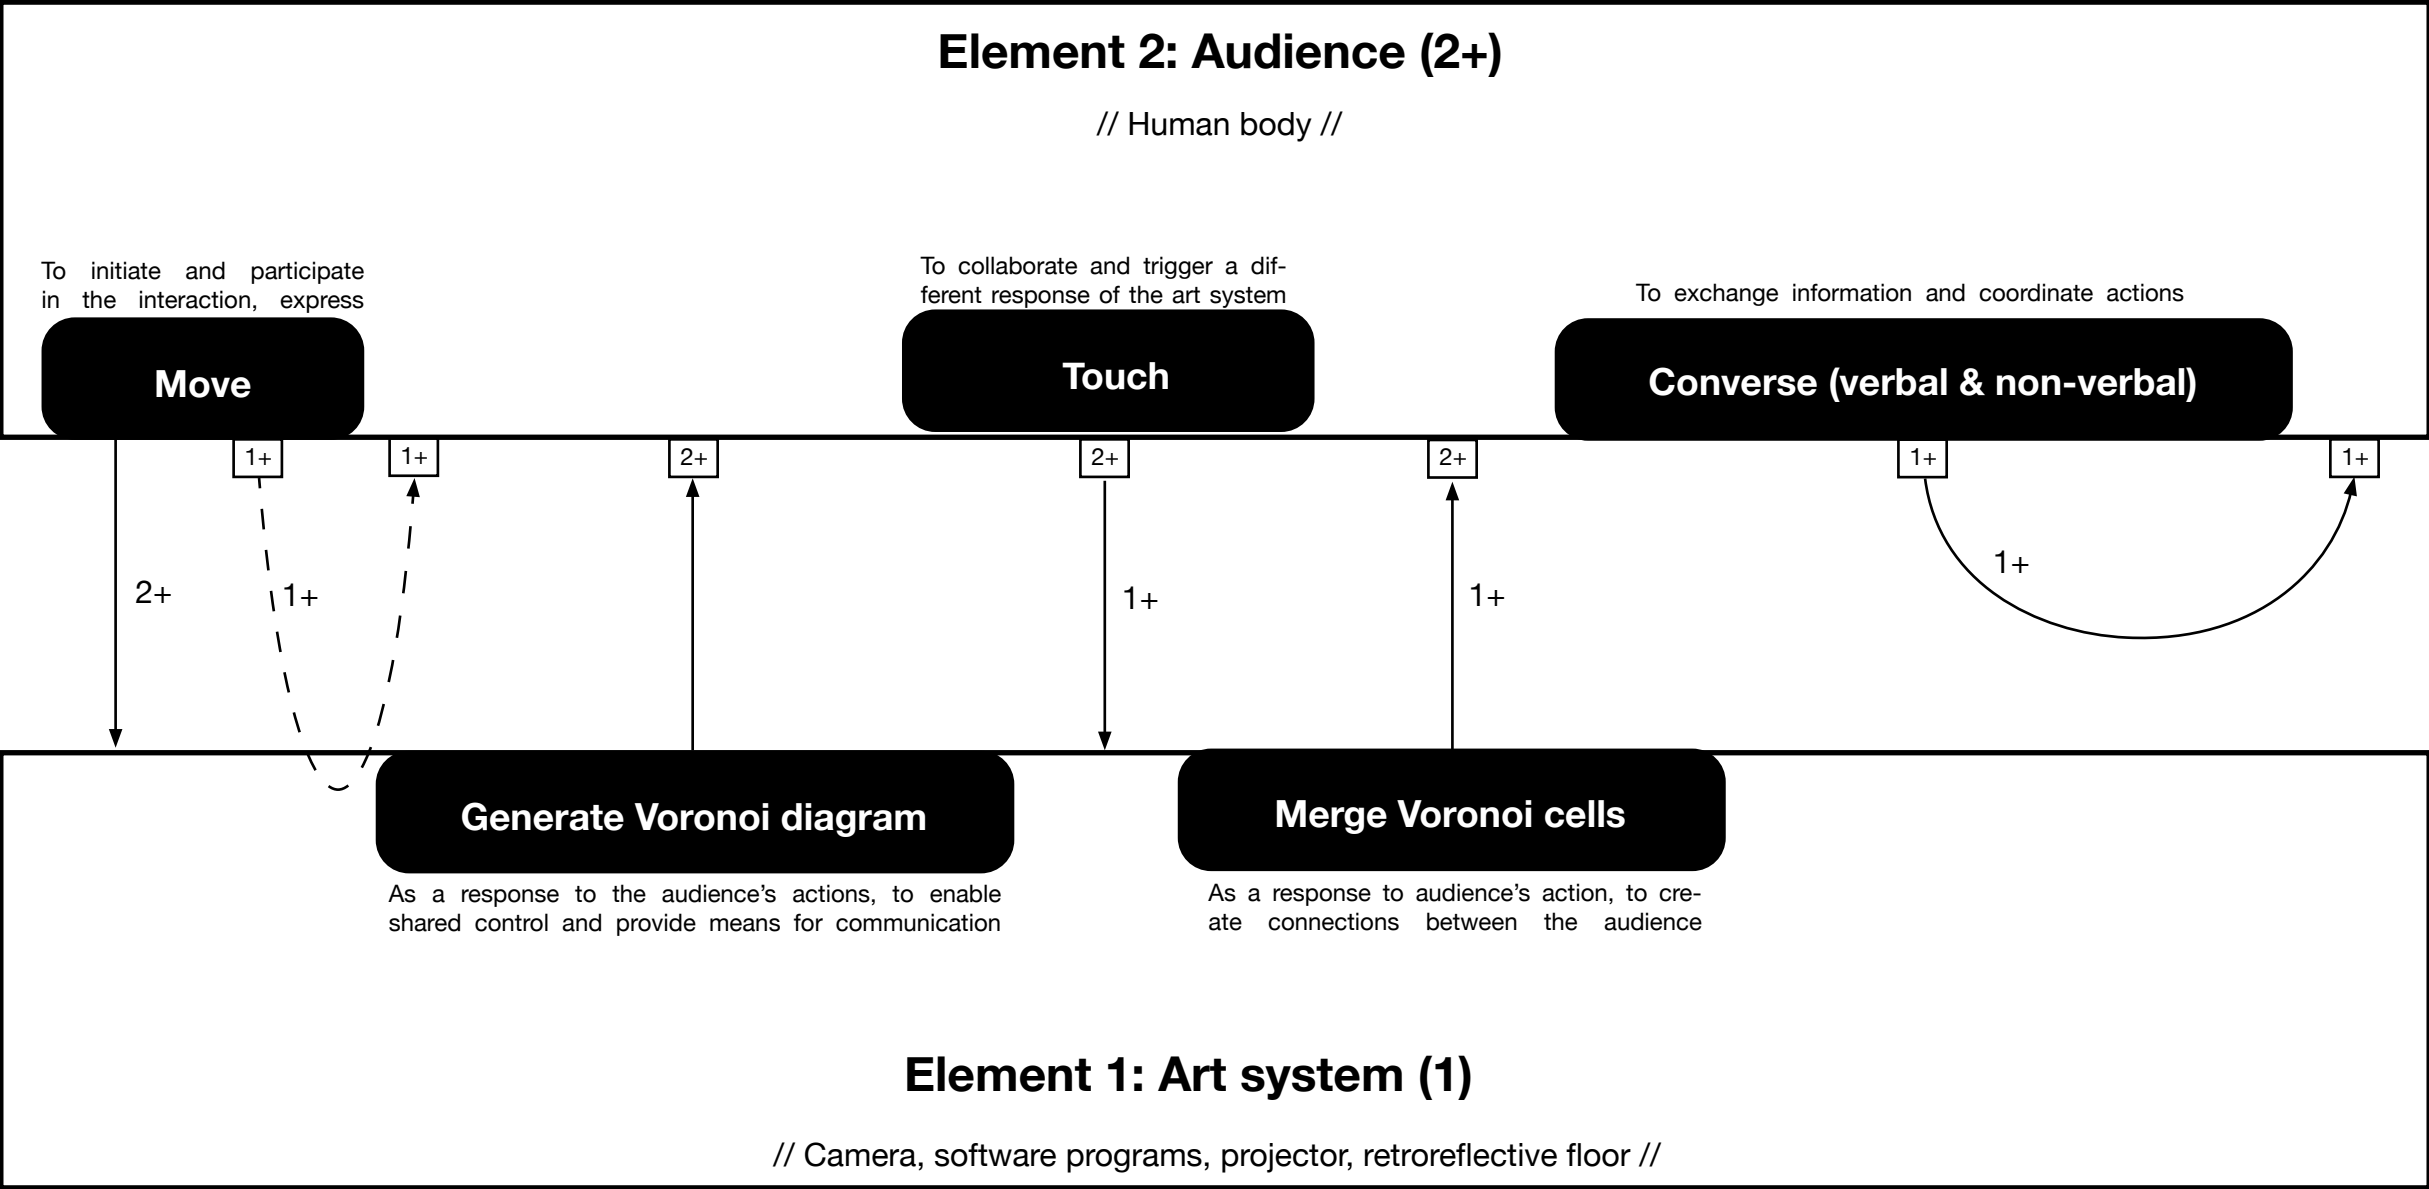 Element 2: Audience (2+)
// Human body //
To initiate and participate
in the interaction, express
Move
To collaborate and trigger a dif-
ferent response of the art system
Touch
To exchange information and coordinate actions
Converse (verbal & non-verbal)
1+
1+
2+
2+
2+
1+
1+
2+
1+
1+
1+
1+
Generate Voronoi diagram
As a response to the audience's actions, to enable
shared control and provide means for communication
Merge Voronoi cells
As a response to audience's action, to cre-
ate connections between the audience
Element 1: Art system (1)
// Camera, software programs, projector, retroreflective floor //